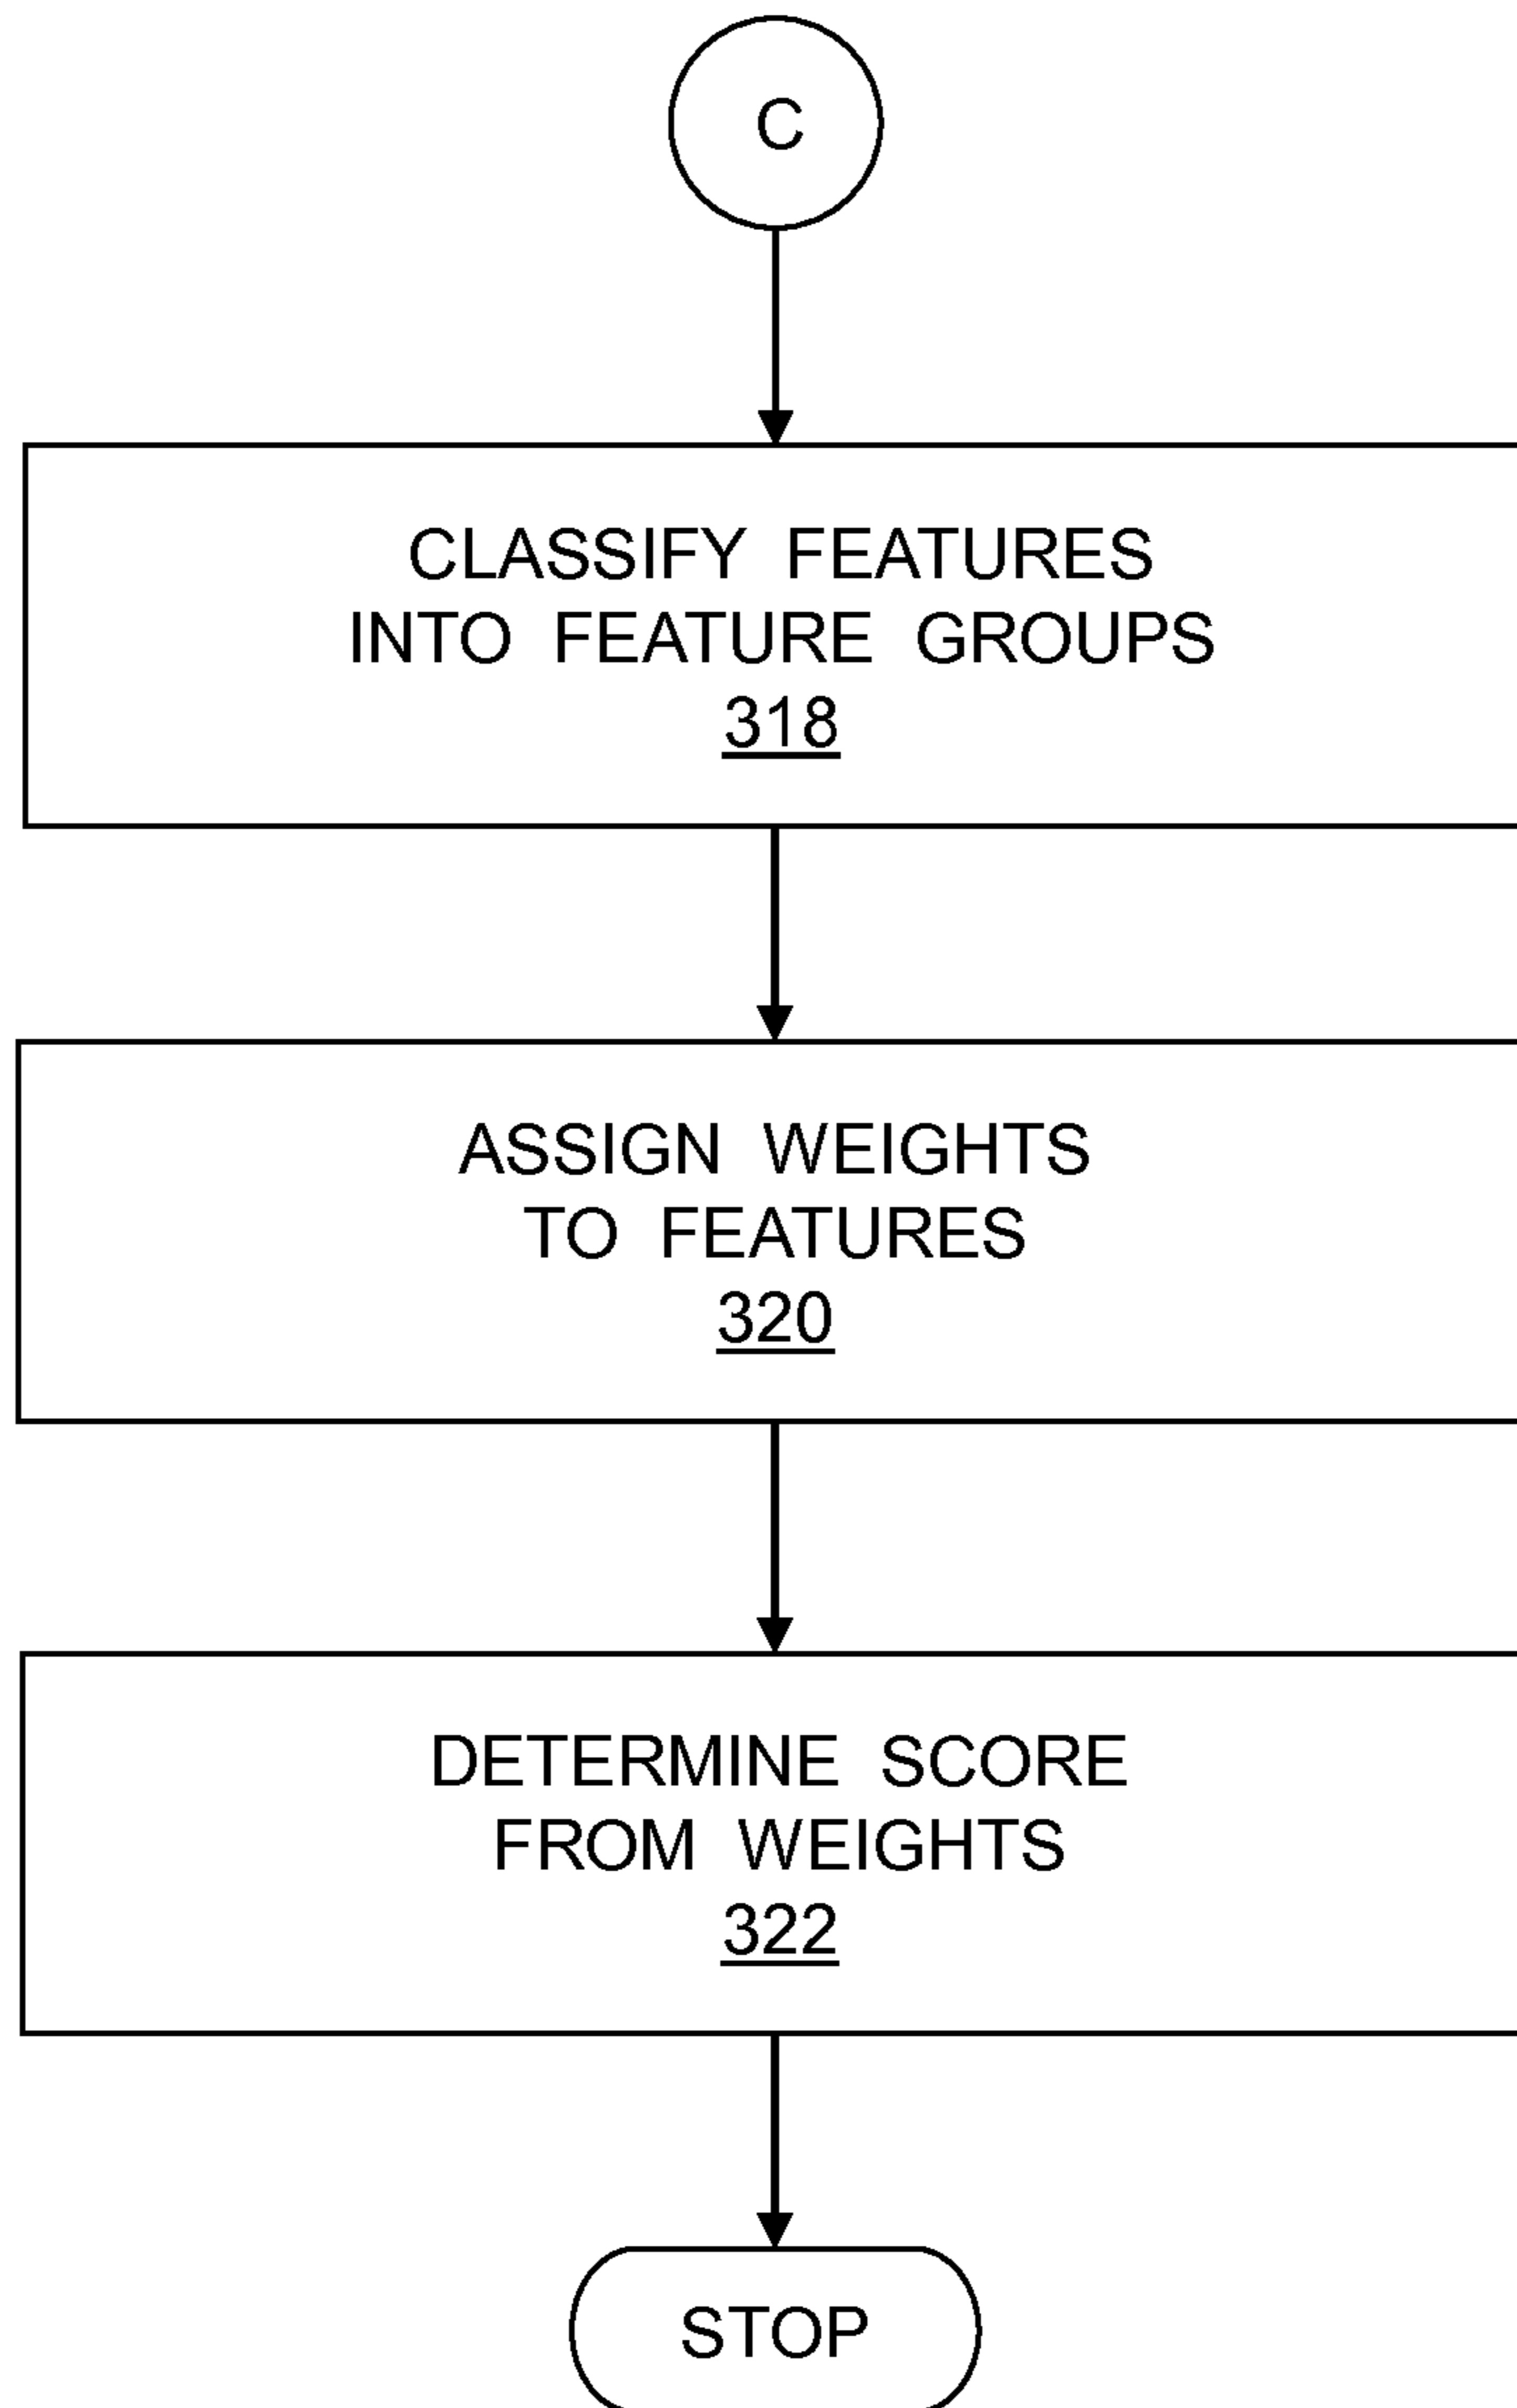 C
CLASSIFY FEATURES
INTO FEATURE GROUPS
318
ASSIGN WEIGHTS
TO FEATURES
320
DETERMINE SCORE
FROM WEIGHTS
322
STOP